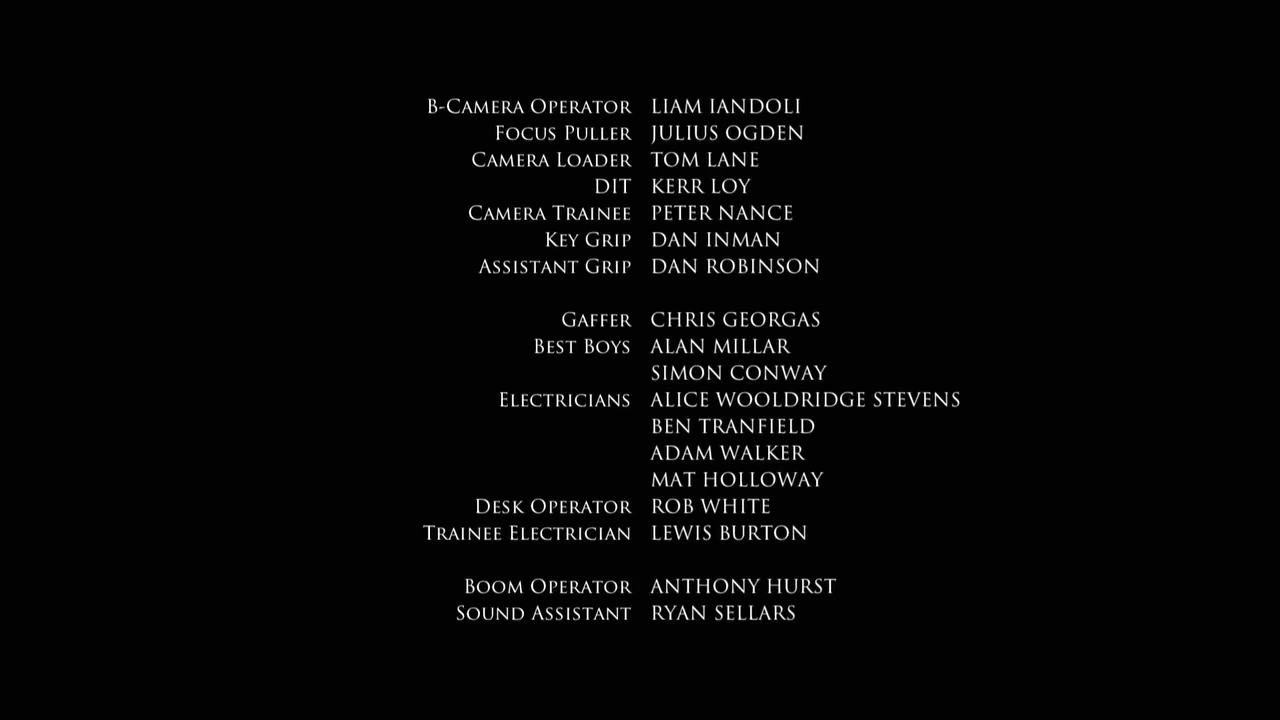 B-Camera Operator LIAM IANDOLI
Focus Puller JULIUS OGDEN
Camera Loader TOM LANE
DIT KERR LOY
Camera Trainee PETER NANCE
Key Grip DAN INMAN
Assistant Grip DAN ROBINSON
Gaffer CHRIS GEORGAS
Best Boys ALAN MILLAR
SIMON CONWAY
Electricians ALICE WOOLDRIDGE STEVENS
BEN TRANFIELD
ADAM WALKER
MAT HOLLOWAY
Desk Operator ROB WHITE
Trainee Electrician LEWIS BURTON
Boom Operator ANTHONY HURST
Sound Assistant RYAN SELLARS